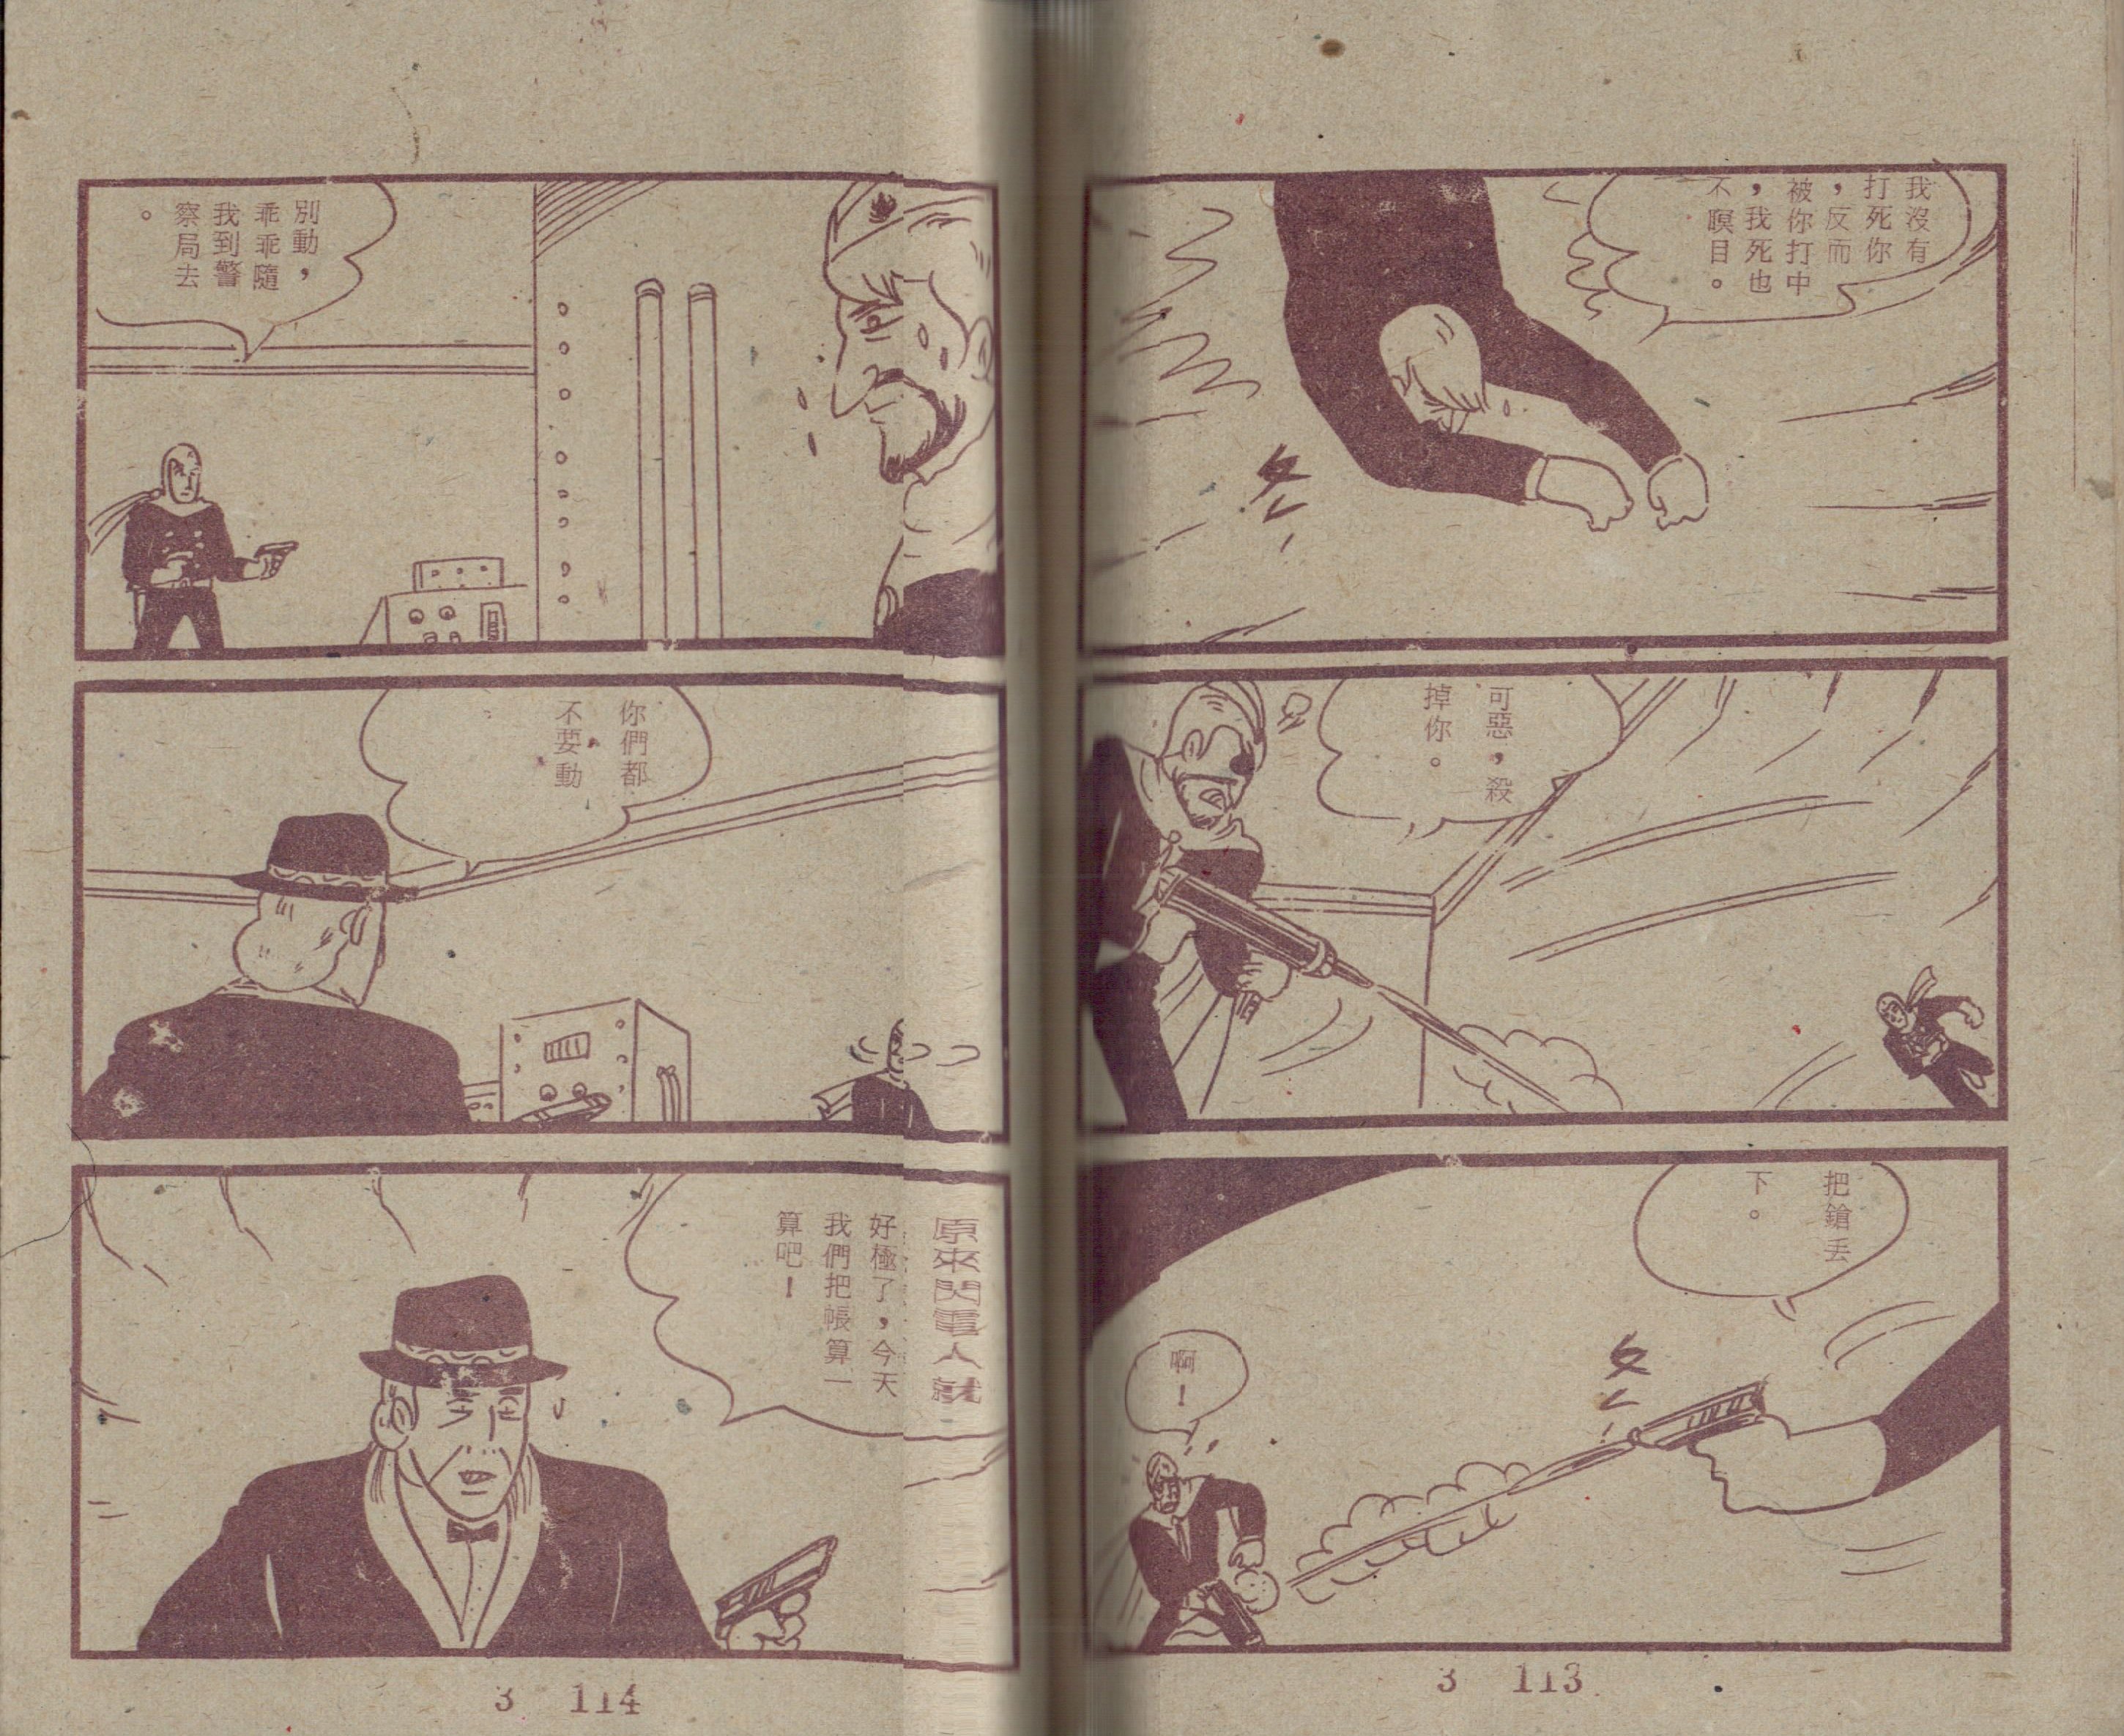 我沒有
打死你
，反而
被你打中
，我死也
不瞑目。
ㄆㄥ
可惡，殺
掉你。
把鎗丢
下。
啊！
ㄆㄥ
3 113
別動，
乖乖隨
我到警
察局去
。
你們都
不要動
原來閃電人就
好極了，今天
我們把帳算一
算吧！
3 114